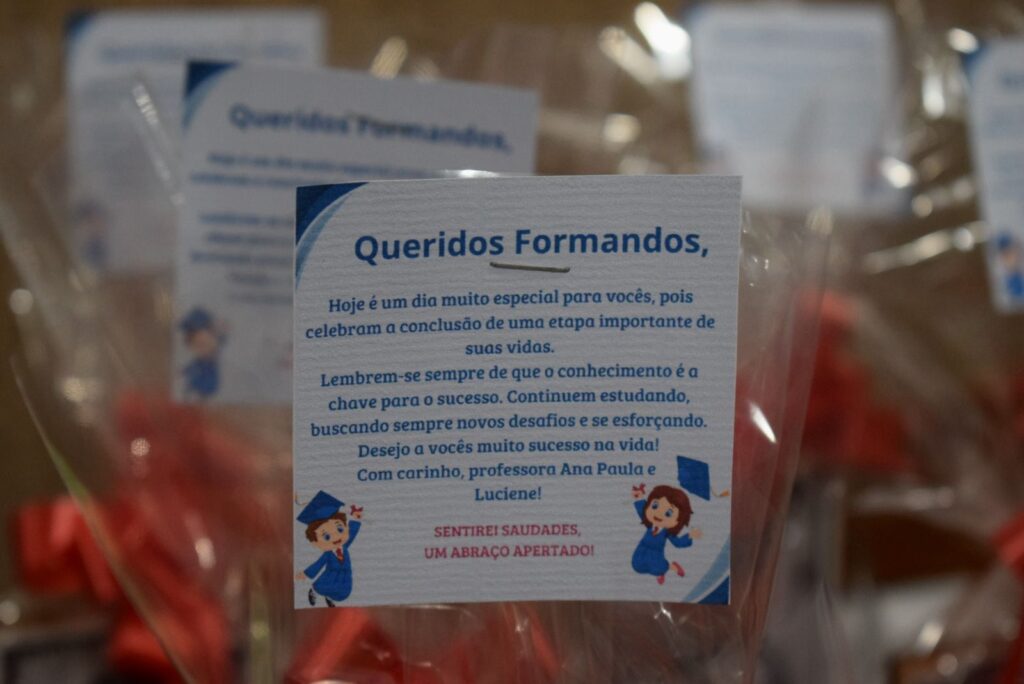 Queridos Formandos,
Hoje é um dia muito especial para vocês, pois
celebram a conclusão de uma etapa importante de
suas vidas.
Lembrem-se sempre de que o conhecimento é a
chave para o sucesso. Continuem estudando,
buscando sempre novos desafios e se esforçando.
Desejo a vocês muito sucesso na vida!
Com carinho, professora Ana Paula e
Luciene!
SENTIREI SAUDADES,
UM ABRAÇO APERTADO!
Queridos Formandos,